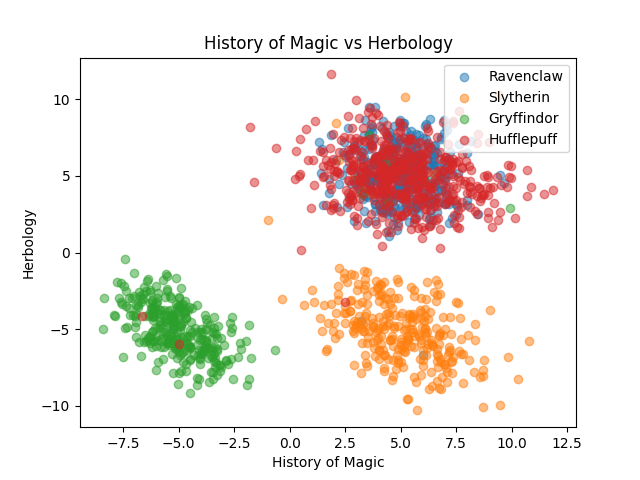 History of Magic vs Herbology
Ravenclaw
Slytherin
Gryffindor
Hufflepuff
10
5
0
−5
−10
Herbology
−7.5 −5.0 −2.5 0.0 2.5 5.0 7.5 10.0 12.5
History of Magic